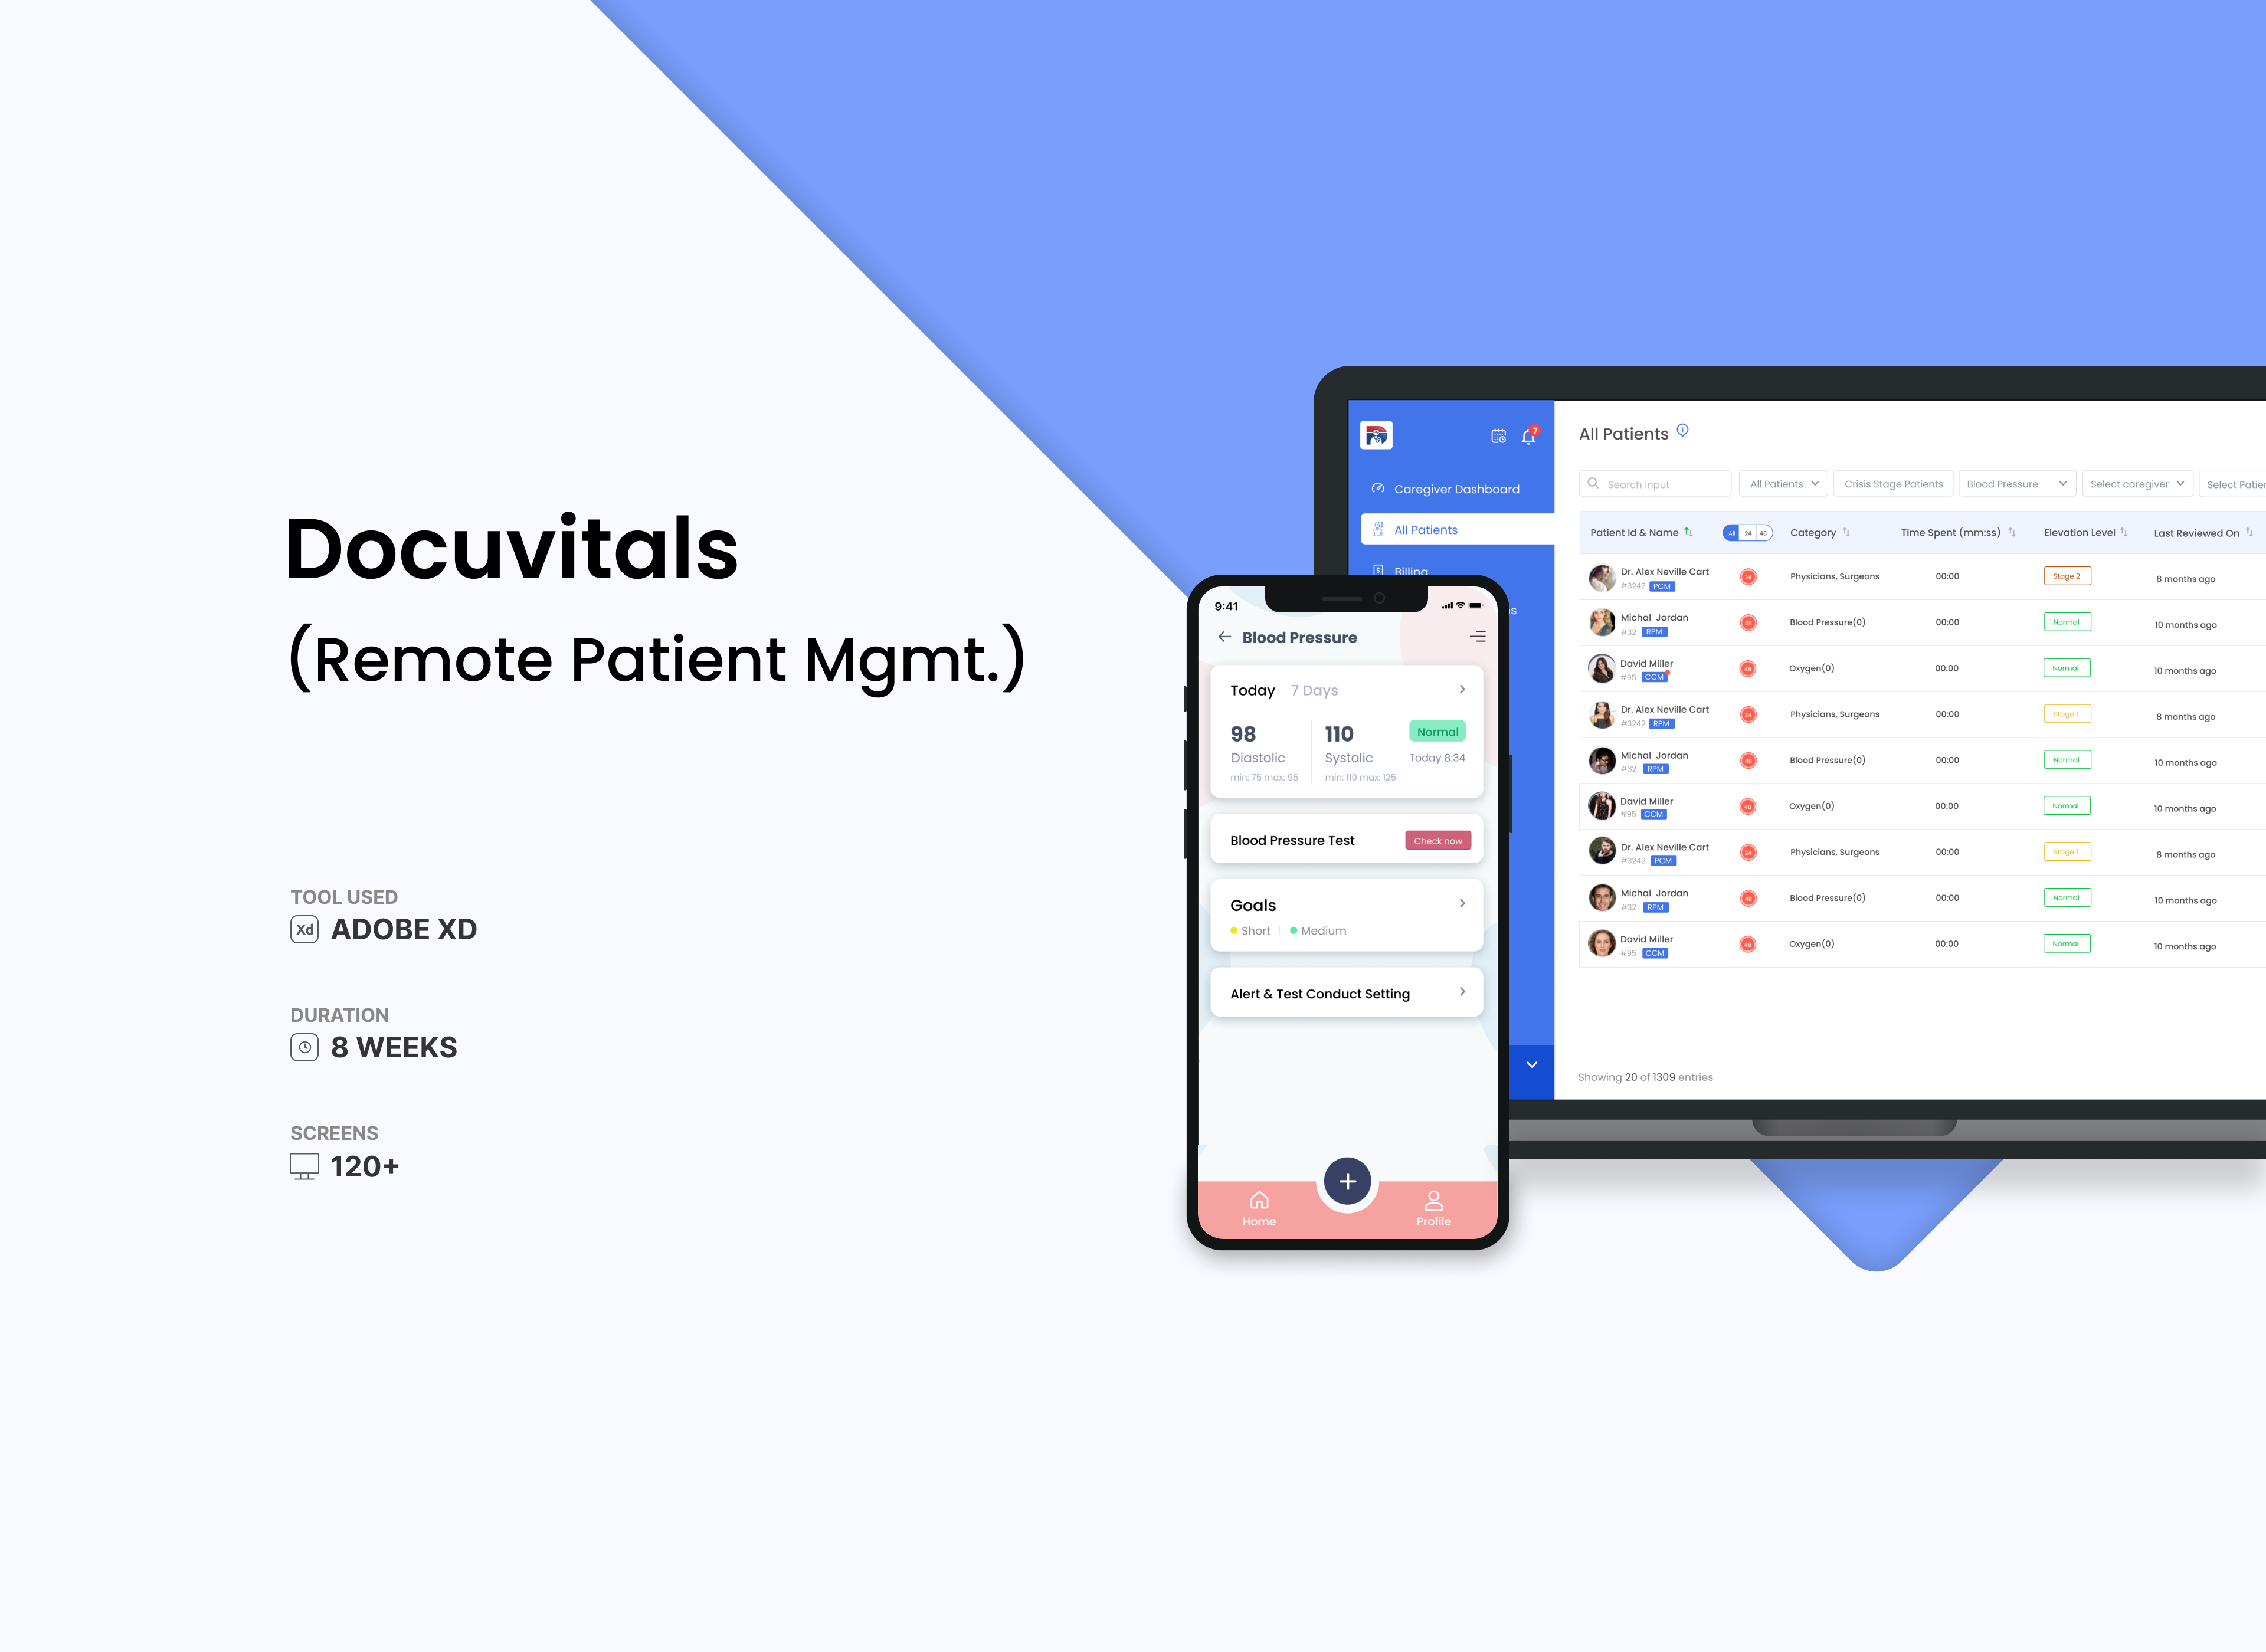 Docuvitals
(Remote Patient Mgmt.)
TOOL USED
Xd ADOBE XD
DURATION
8 WEEKS
SCREENS
120+
7
Caregiver Dashboard
All Patients
Billing
9:41
Blood Pressure
Today 7 Days
98 110 Normal
Diastolic Systolic Today 8:34
min: 75 max: 95 min: 110 max: 125
Blood Pressure Test Check now
Goals
Short Medium
Alert & Test Conduct Setting
Home Profile
All Patients
Search input All Patients Crisis Stage Patients Blood Pressure Select caregiver Select Patien
Patient Id & Name All 24 48 Category Time Spent (mm:ss) Elevation Level Last Reviewed On
Dr. Alex Neville Cart 24 Physicians, Surgeons 00:00 Stage 2 8 months ago
#3242 PCM
Michal Jordan 48 Blood Pressure(0) 00:00 Normal 10 months ago
#32 RPM
David Miller 48 Oxygen(0) 00:00 Normal 10 months ago
#95 CCM
Dr. Alex Neville Cart 24 Physicians, Surgeons 00:00 Stage 1 8 months ago
#3242 RPM
Michal Jordan 48 Blood Pressure(0) 00:00 Normal 10 months ago
#32 RPM
David Miller 48 Oxygen(0) 00:00 Normal 10 months ago
#95 CCM
Dr. Alex Neville Cart 24 Physicians, Surgeons 00:00 Stage 1 8 months ago
#3242 PCM
Michal Jordan 48 Blood Pressure(0) 00:00 Normal 10 months ago
#32 RPM
David Miller 48 Oxygen(0) 00:00 Normal 10 months ago
#95 CCM
Showing 20 of 1309 entries